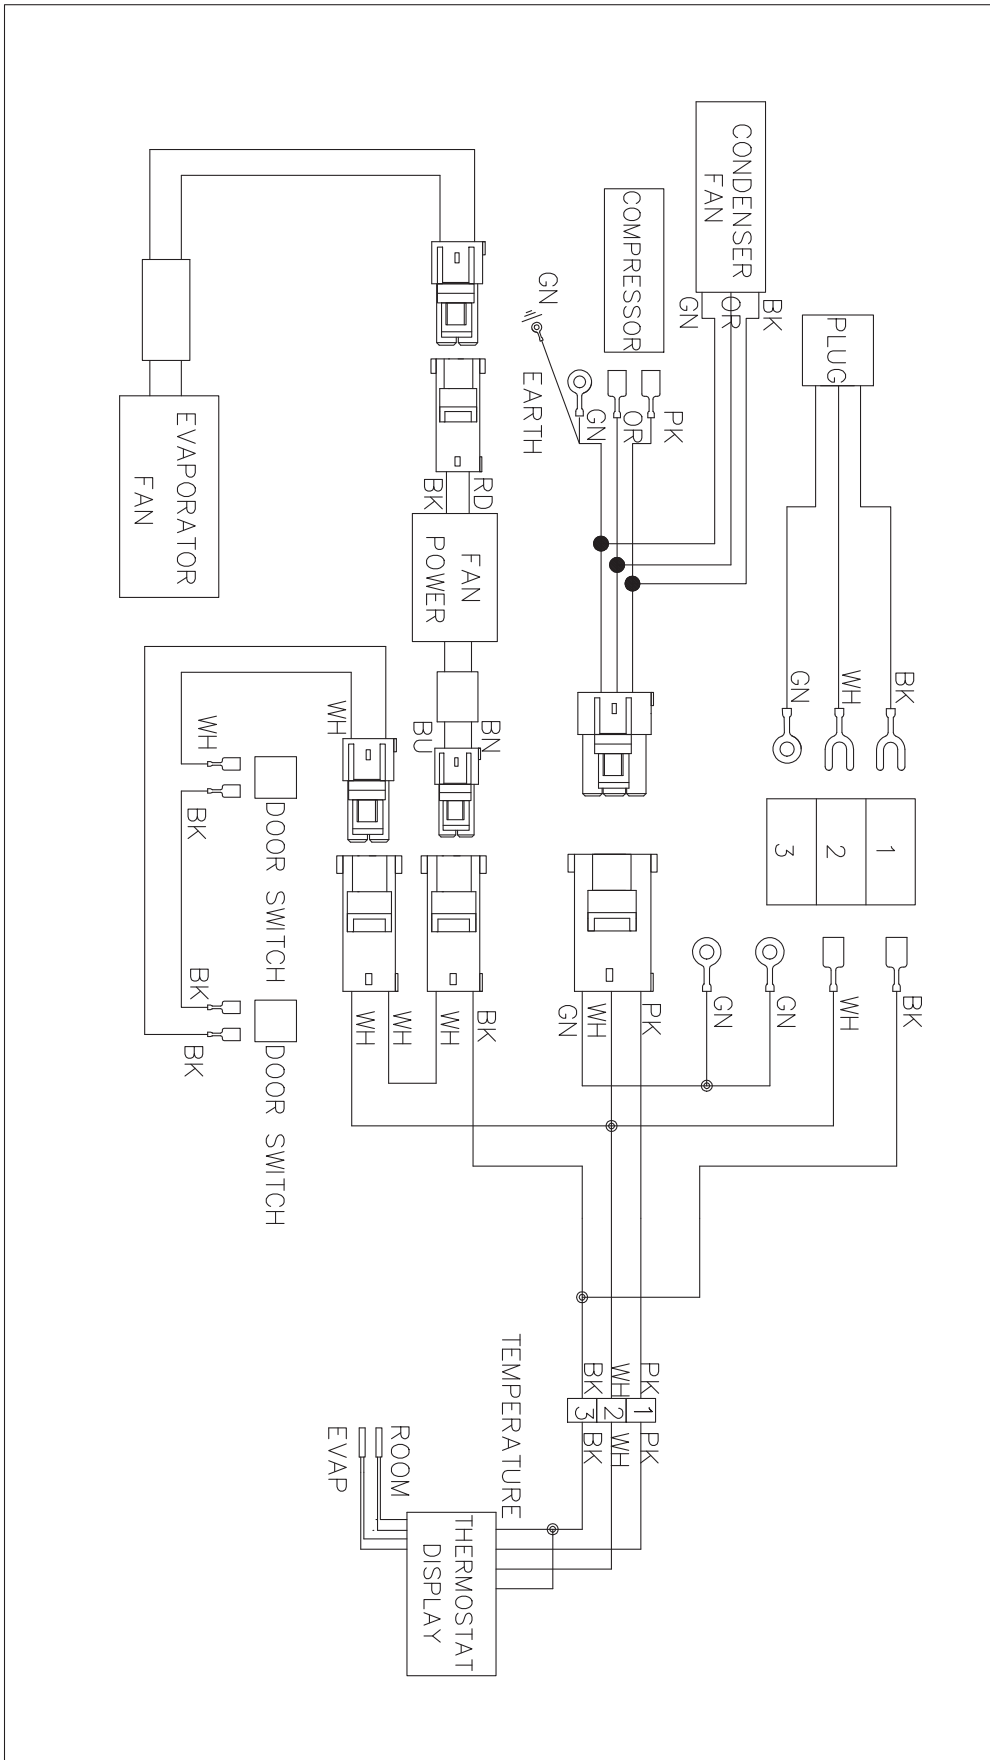 CONDENSER
FAN
BK
OR
GN
PLUG
BK
WH
GN
COMPRESSOR
PK
OR
GN
GN
EARTH
EVAPORATOR
FAN
RD
BK
FAN
POWER
BN
BU
WH
WH
BK
DOOR SWITCH
BK
BK
DOOR SWITCH
1
2
3
BK
WH
GN
GN
PK
WH
GN
BK
WH
WH
WH
PK
WH
BK
1
2
3
PK
WH
BK
TEMPERATURE
ROOM
EVAP
THERMOSTAT
DISPLAY